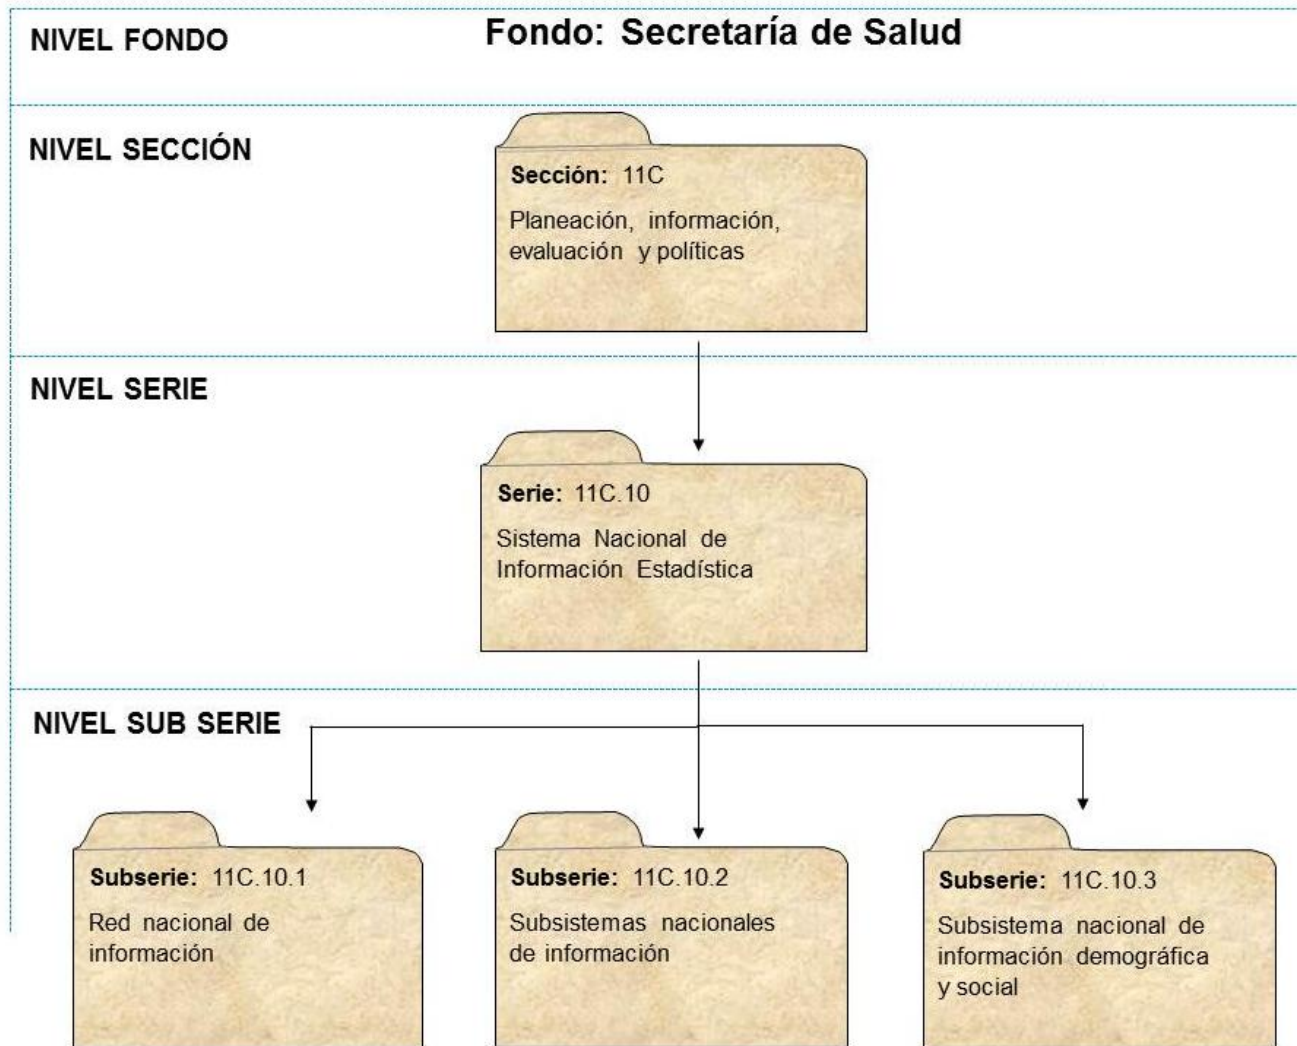 NIVEL FONDO
Fondo: Secretaría de Salud
NIVEL SECCIÓN
Sección: 11C
Planeación, información,
evaluación y políticas
NIVEL SERIE
Serie: 11C.10
Sistema Nacional de
Información Estadística
NIVEL SUB SERIE
Subserie: 11C.10.1
Red nacional de
información
Subserie: 11C.10.2
Subsistemas nacionales
de información
Subserie: 11C.10.3
Subsistema nacional de
información demográfica
y social